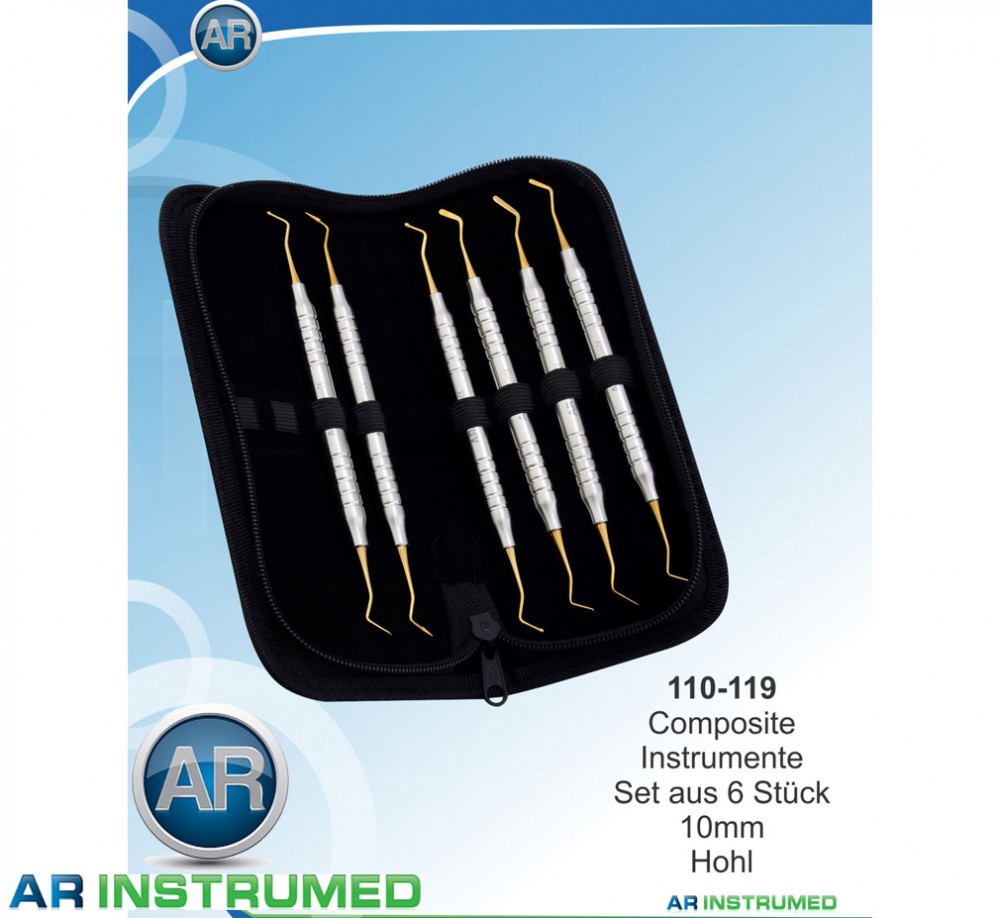 AR
110-119
Composite
Instrumente
Set aus 6 Stück
10mm
Hohl
AR
AR INSTRUMED
AR INSTRUMED